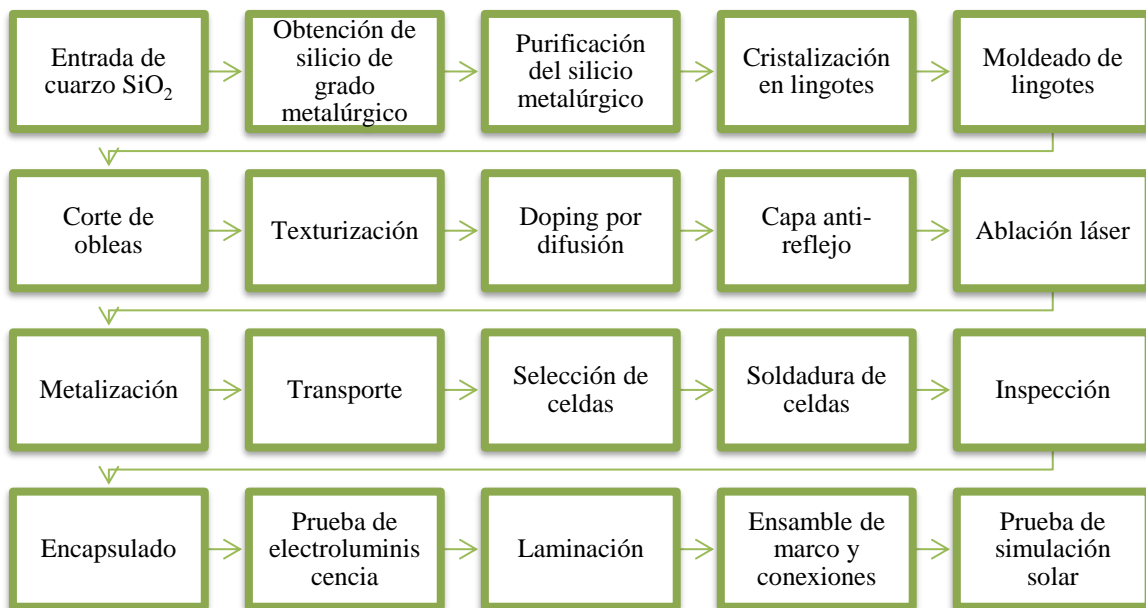 Entrada de
cuarzo SiO₂
Obtención de
silicio de
grado
metalúrgico
Purificación
del silicio
metalúrgico
Cristalización
en lingotes
Moldeado de
lingotes
Corte de
obleas
Texturización
Doping por
difusión
Capa anti-
reflejo
Ablación láser
Metalización
Transporte
Selección de
celdas
Soldadura de
celdas
Inspección
Encapsulado
Prueba de
electroluminis
cencia
Laminación
Ensamble de
marco y
conexiones
Prueba de
simulación
solar